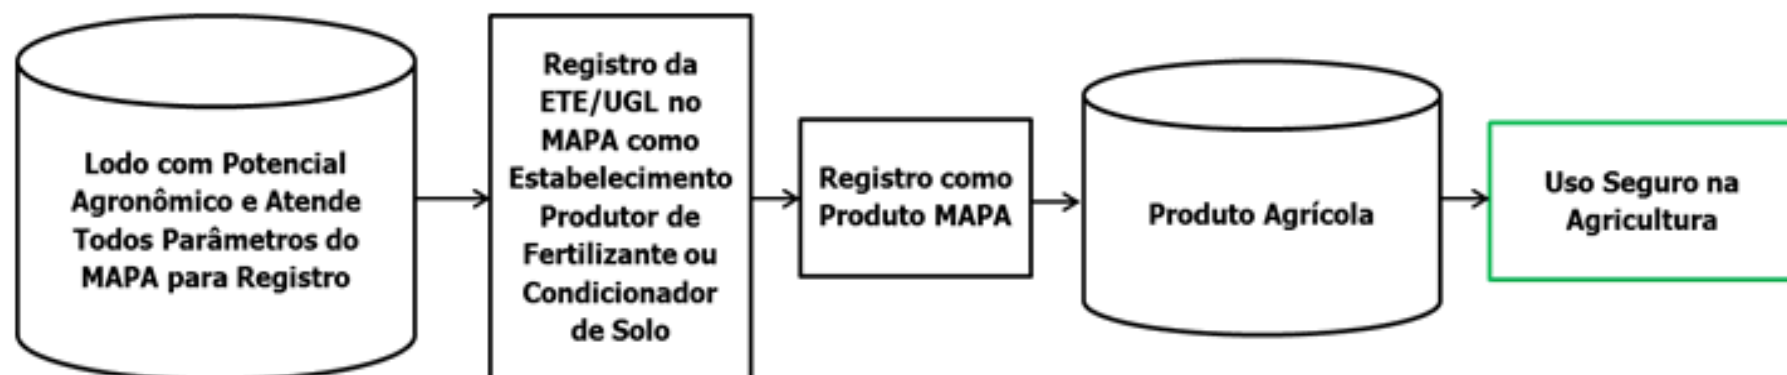 Lodo com Potencial
Agronômico e Atende
Todos Parâmetros do
MAPA para Registro
Registro da
ETE/UGL no
MAPA como
Estabelecimento
Produtor de
Fertilizante ou
Condicionador
de Solo
Registro como
Produto MAPA
Produto Agrícola
Uso Seguro na
Agricultura